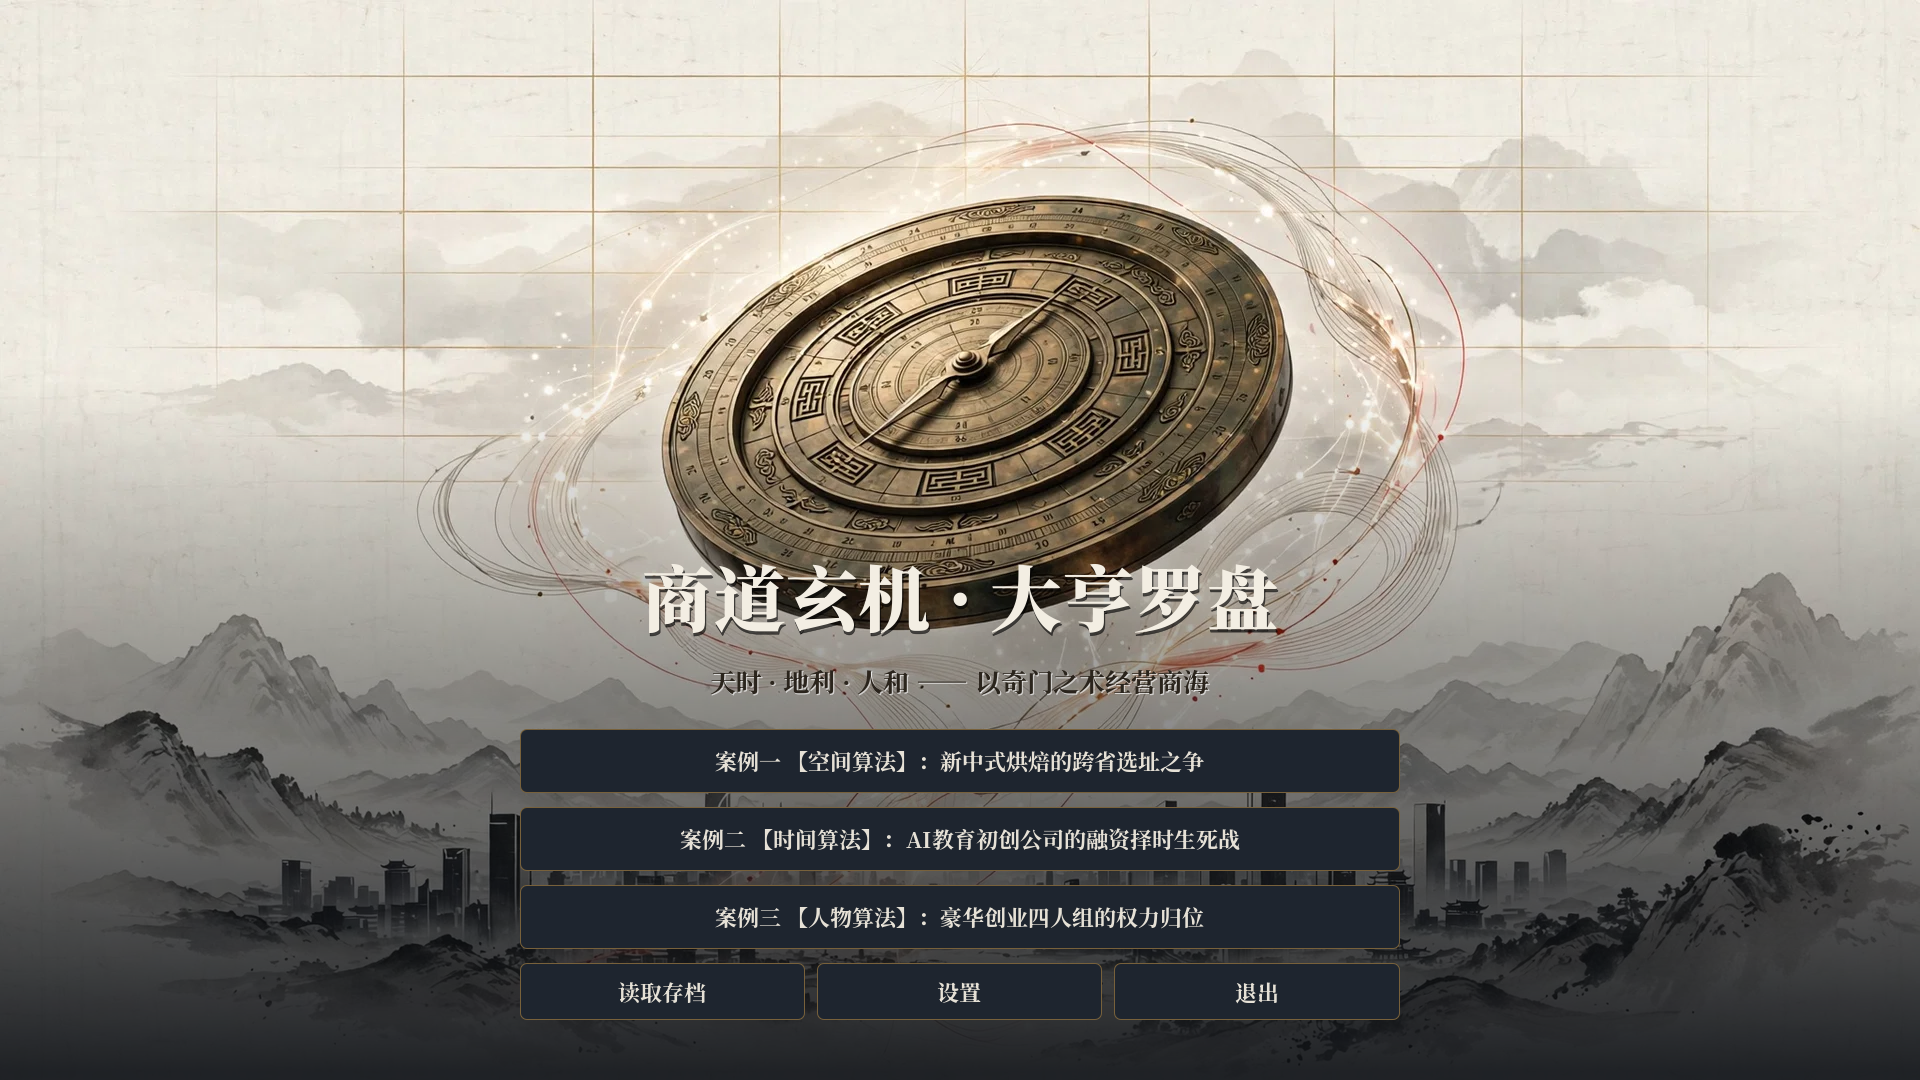 商道玄机·大亨罗盘
天时·地利·人和 —— 以奇门之术经营商海
案例一 【空间算法】：新中式烘焙的跨省选址之争
案例二 【时间算法】：AI教育初创公司的融资择时生死战
案例三 【人物算法】：豪华创业四人组的权力归位
读取存档
设置
退出